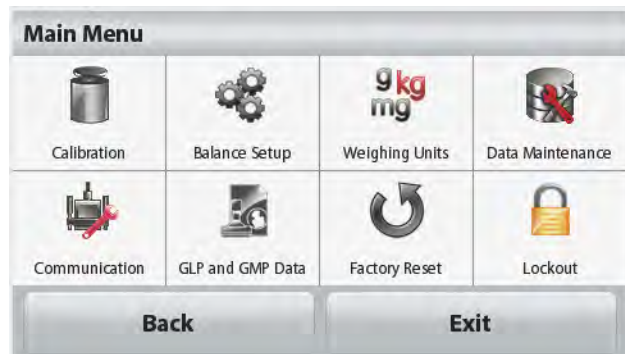 Main Menu
g kg
mg
Calibration
Balance Setup
Weighing Units
Data Maintenance
Communication
GLP and GMP Data
Factory Reset
Lockout
Back
Exit